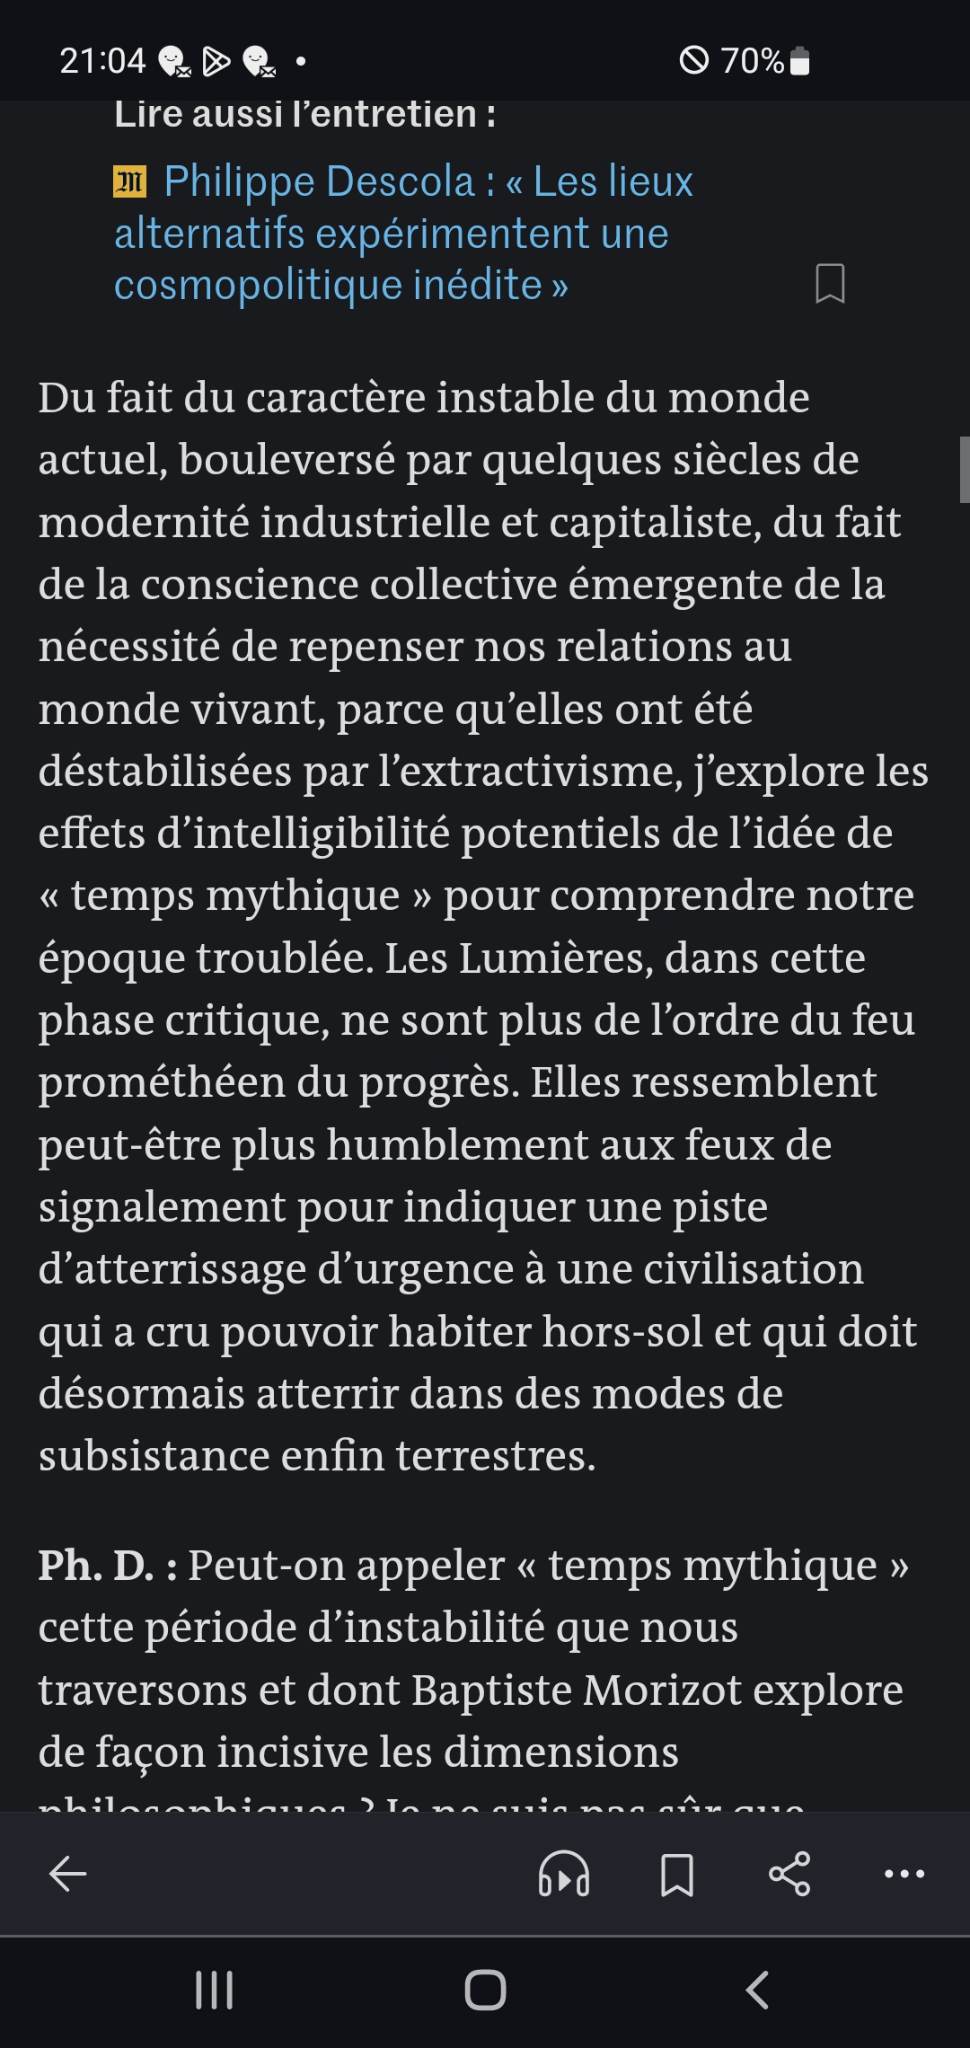 21:04
70%
Lire aussi l’entretien :
M Philippe Descola : « Les lieux
alternatifs expérimentent une
cosmopolitique inédite »
Du fait du caractère instable du monde
actuel, bouleversé par quelques siècles de
modernité industrielle et capitaliste, du fait
de la conscience collective émergente de la
nécessité de repenser nos relations au
monde vivant, parce qu’elles ont été
déstabilisées par l’extractivisme, j’explore les
effets d’intelligibilité potentiels de l’idée de
« temps mythique » pour comprendre notre
époque troublée. Les Lumières, dans cette
phase critique, ne sont plus de l’ordre du feu
prométhéen du progrès. Elles ressemblent
peut-être plus humblement aux feux de
signalement pour indiquer une piste
d’atterrissage d’urgence à une civilisation
qui a cru pouvoir habiter hors-sol et qui doit
désormais atterrir dans des modes de
subsistance enfin terrestres.
Ph. D. : Peut-on appeler « temps mythique »
cette période d’instabilité que nous
traversons et dont Baptiste Morizot explore
de façon incisive les dimensions
philosophiques ? Je ne suis pas sûr que